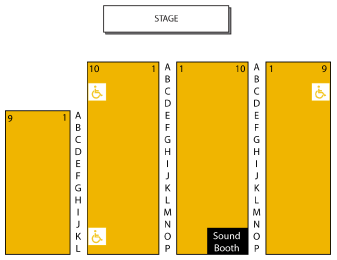 STAGE
10 1 1 10 1 9
9 1
A
B
C
D
E
F
G
H
I
J
K
L
A
B
C
D
E
F
G
H
I
J
K
L
M
N
O
P
A
B
C
D
E
F
G
H
I
J
K
L
M
N
O
P
Sound
Booth